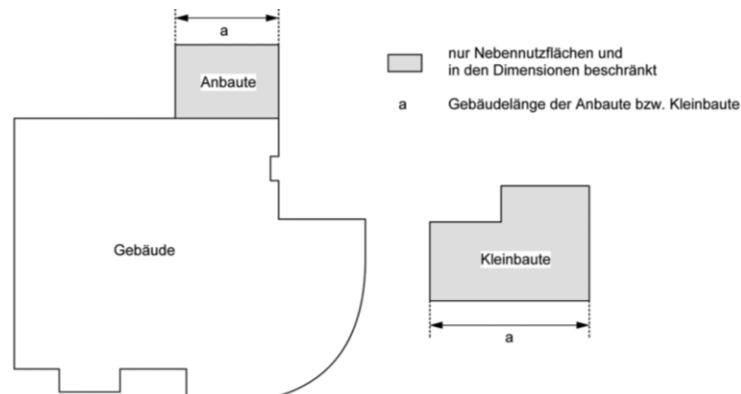 a
Anbaute
nur Nebennutzflächen und
in den Dimensionen beschränkt
a Gebäudelänge der Anbaute bzw. Kleinbaute
Gebäude
Kleinbaute
a